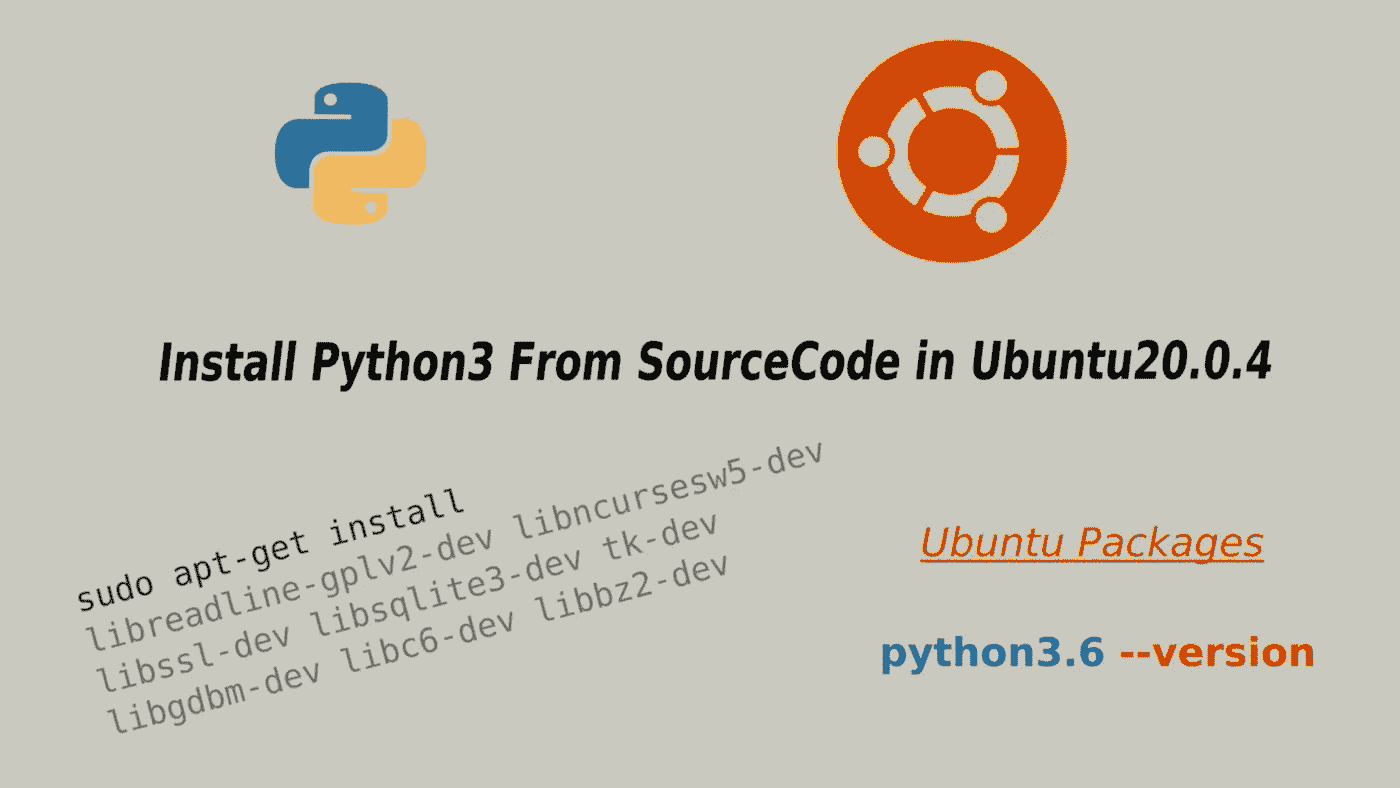 Install Python3 From SourceCode in Ubuntu20.0.4
sudo apt-get install
libreadline-gplv2-dev libncursesw5-dev
libssl-dev libsqlite3-dev tk-dev
libgdbm-dev libc6-dev libbz2-dev
Ubuntu Packages
python3.6 --version